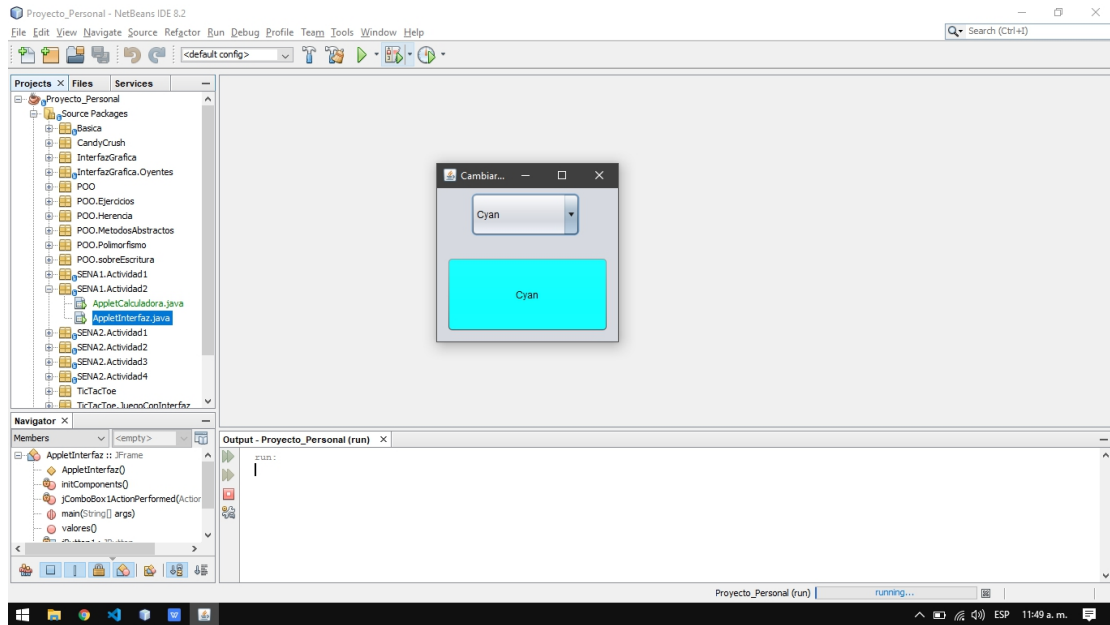 Proyecto_Personal - NetBeans IDE 8.2
File Edit View Navigate Source Refactor Run Debug Profile Team Tools Window Help
Search (Ctrl+I)
<default config>
Projects Files Services
Proyecto_Personal
Source Packages
Basica
CandyCrush
InterfazGrafica
InterfazGrafica.Oyentes
POO
POO.Ejercicios
POO.Herencia
POO.MetodosAbstractos
POO.Polimorfismo
POO.sobreEscritura
SENA1.Actividad1
SENA1.Actividad2
AppletCalculadora.java
AppletInterfaz.java
SENA2.Actividad1
SENA2.Actividad2
SENA2.Actividad3
SENA2.Actividad4
TicTacToe
TicTacToe.JuegoConInterfaz
Cambiar...
Cyan
Cyan
Navigator
Members <empty>
AppletInterfaz :: JFrame
AppletInterfaz()
initComponents()
jComboBox1ActionPerformed(Action
main(String[] args)
valores()
Output - Proyecto_Personal (run)
run:
Proyecto_Personal (run) running...
ESP 11:49 a. m.